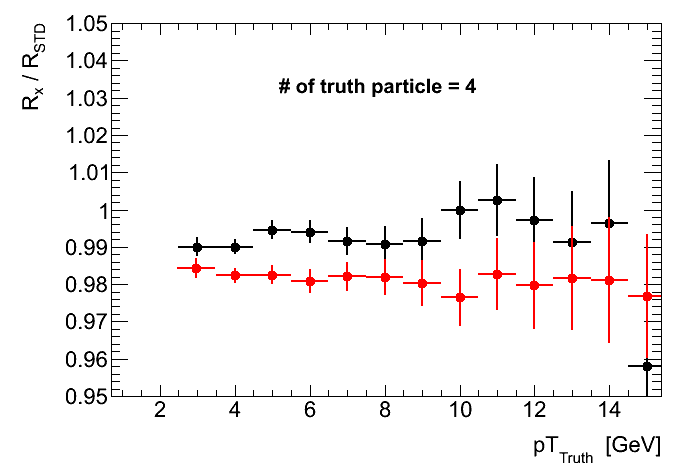 1.05
1.04
1.03
1.02
1.01
1
0.99
0.98
0.97
0.96
0.95
R_x / R_STD
# of truth particle = 4
2 4 6 8 10 12 14
pT_Truth [GeV]